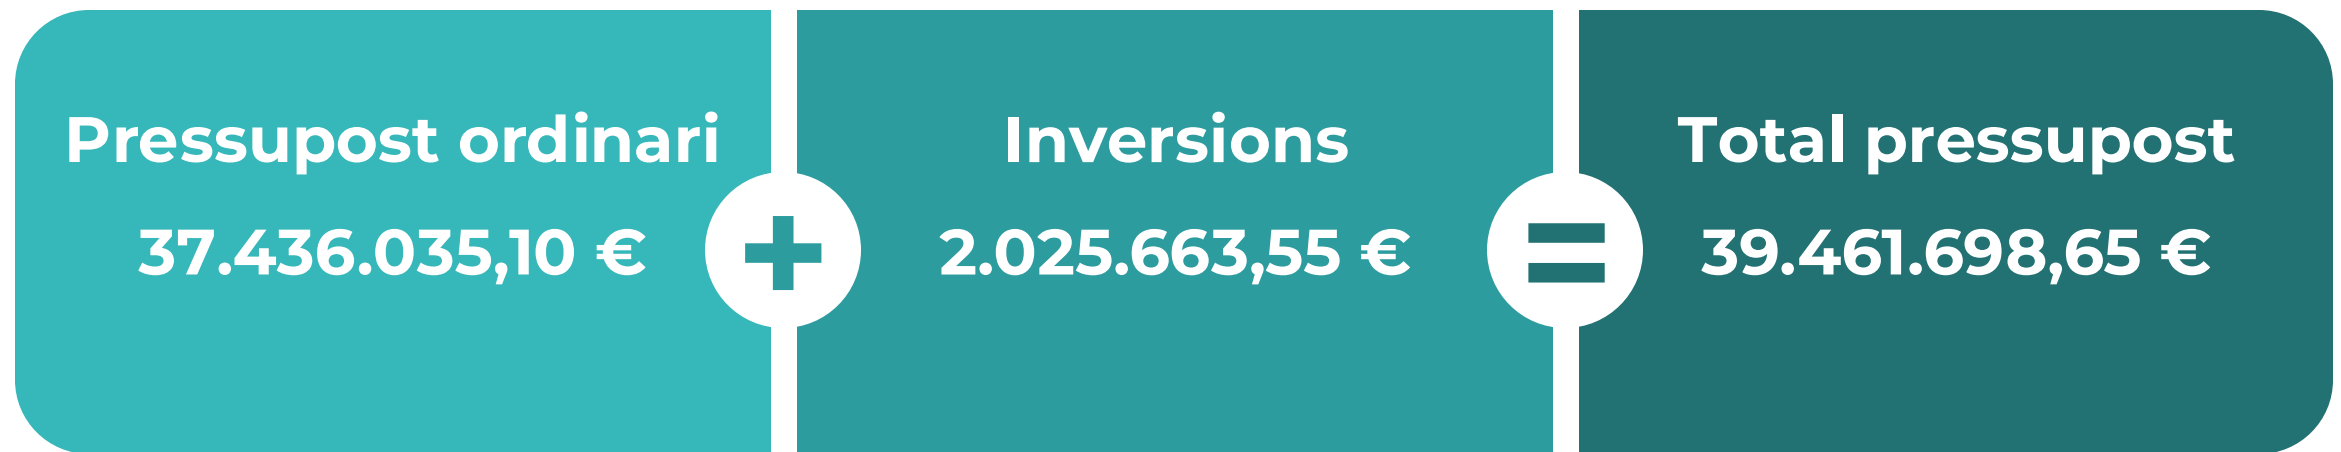 Pressupost ordinari
37.436.035,10 €
+
Inversions
2.025.663,55 €
=
Total pressupost
39.461.698,65 €